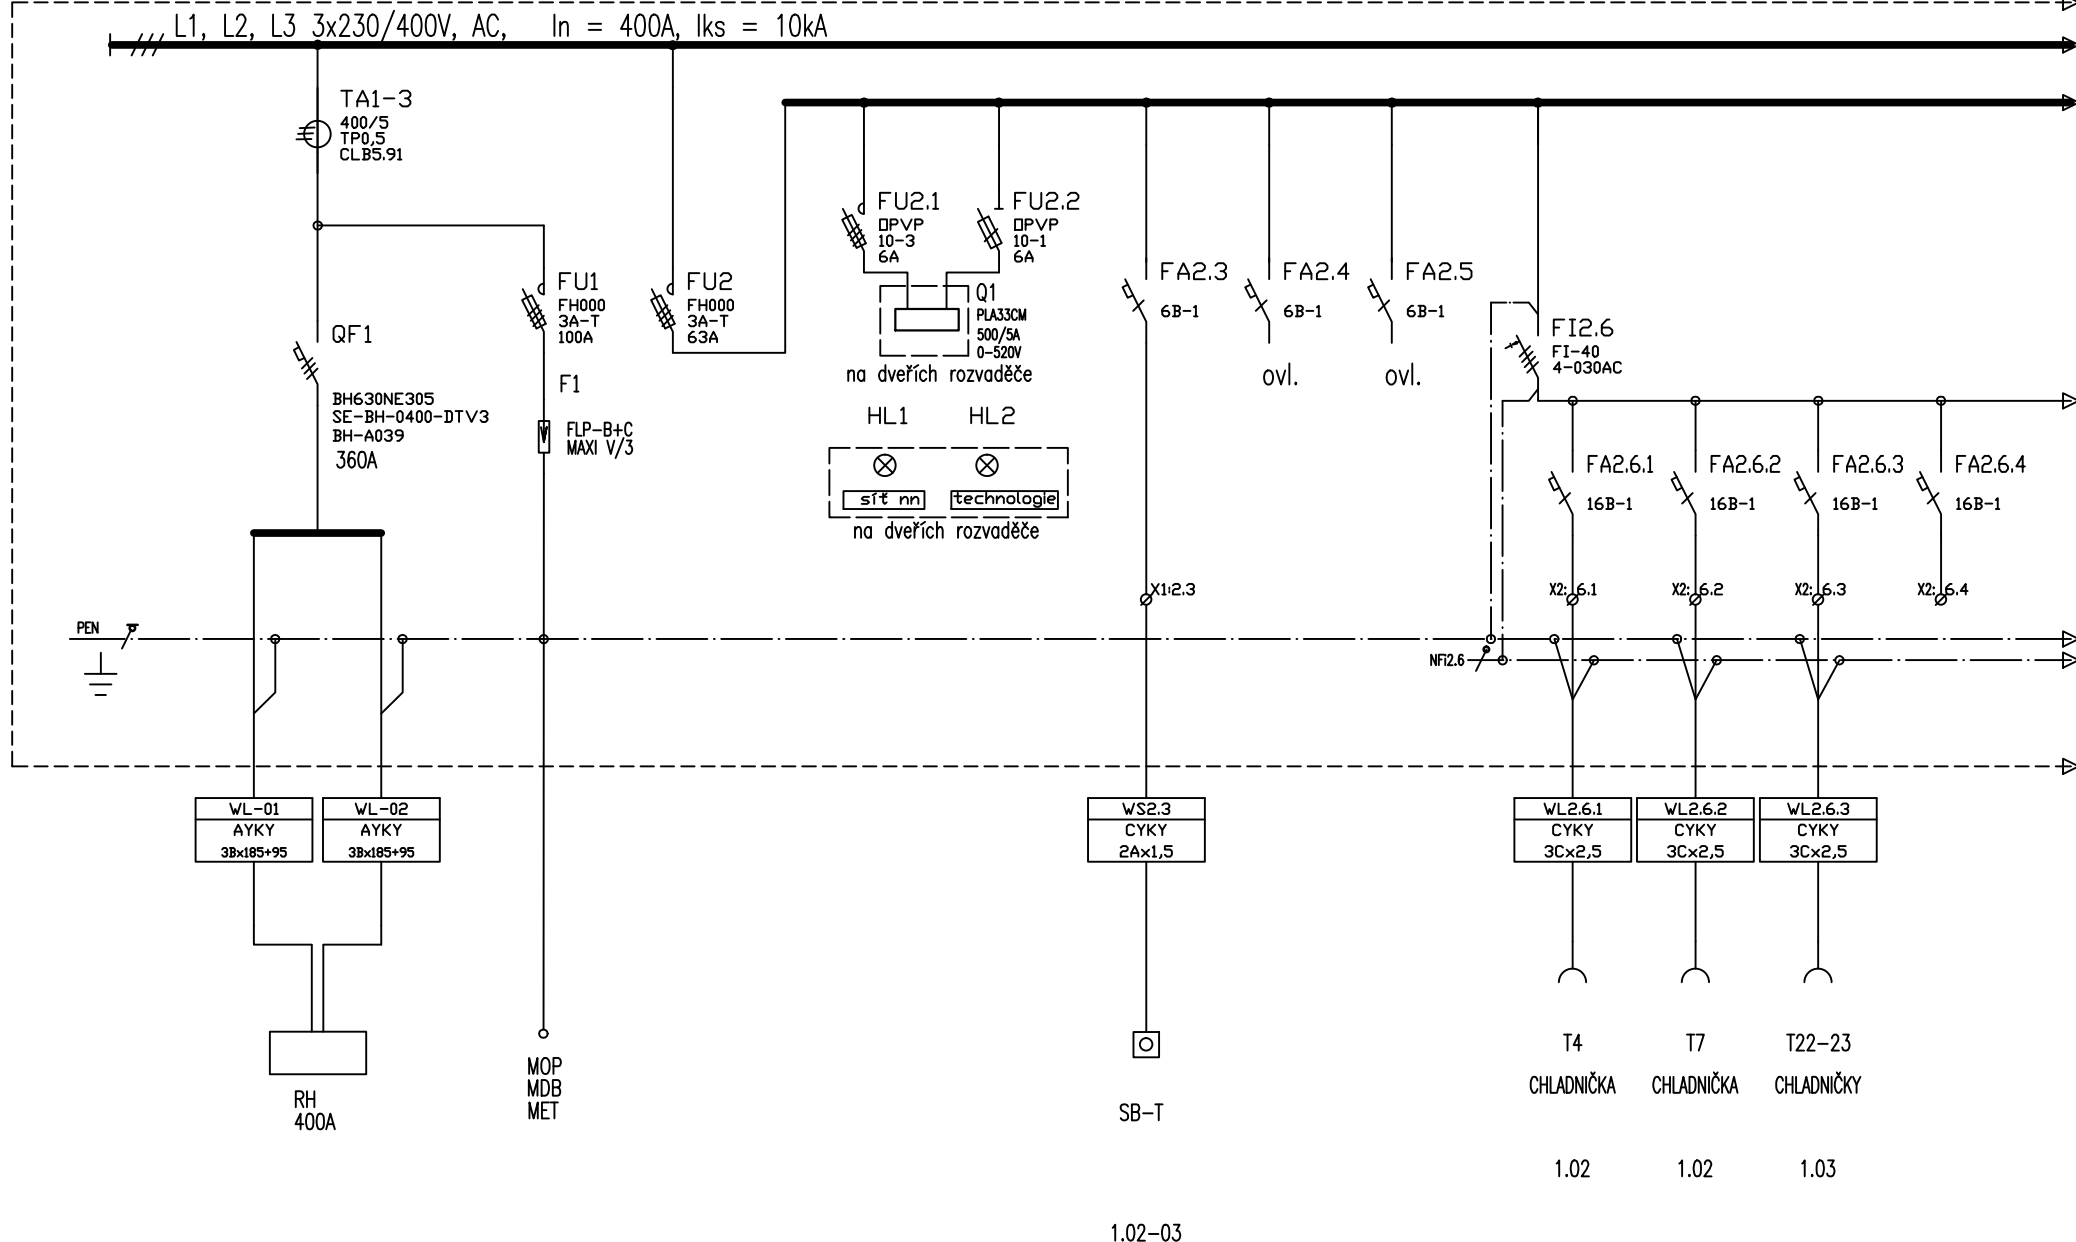 L1, L2, L3 3x230/400V, AC, In = 400A, Iks = 10kA
TA1-3
400/5
TP0,5
CLB5.91
QF1
BH630NE305
SE-BH-0400-DTV3
BH-A039
360A
FU1
FH000
3A-T
100A
F1
FLP-B+C
MAXI V/3
FU2
FH000
3A-T
63A
FU2.1
OPVP
10-3
6A
FU2.2
OPVP
10-1
6A
Q1
PLA33CM
500/5A
0-520V
na dveřích rozvaděče
HL1 HL2
síť nn technologie
na dveřích rozvaděče
FA2.3
6B-1
FA2.4
6B-1
ovl.
FA2.5
6B-1
ovl.
FI2.6
FI-40
4-030AC
FA2.6.1
16B-1
FA2.6.2
16B-1
FA2.6.3
16B-1
FA2.6.4
16B-1
X1:2.3
X2: 6.1
X2: 6.2
X2: 6.3
X2: 6.4
PEN
NFi2.6
WL-01
AYKY
3Bx185+95
WL-02
AYKY
3Bx185+95
WS2.3
CYKY
2Ax1,5
WL2.6.1
CYKY
3Cx2,5
WL2.6.2
CYKY
3Cx2,5
WL2.6.3
CYKY
3Cx2,5
RH
400A
MOP
MDB
MET
SB-T
T4
CHLADNIČKA
1.02
T7
CHLADNIČKA
1.02
T22-23
CHLADNIČKY
1.03
1.02-03